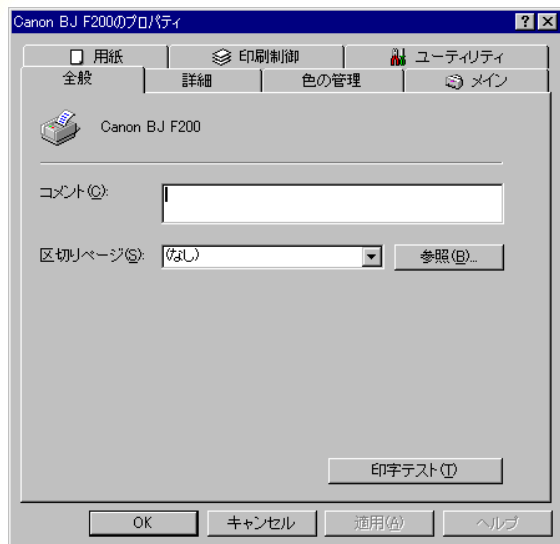 Canon BJ F200のプロパティ
用紙
印刷制御
ユーティリティ
全般
詳細
色の管理
メイン
Canon BJ F200
コメント(C):
区切りページ(S):
(なし)
参照(B)...
印字テスト(T)
OK
キャンセル
適用(A)
ヘルプ